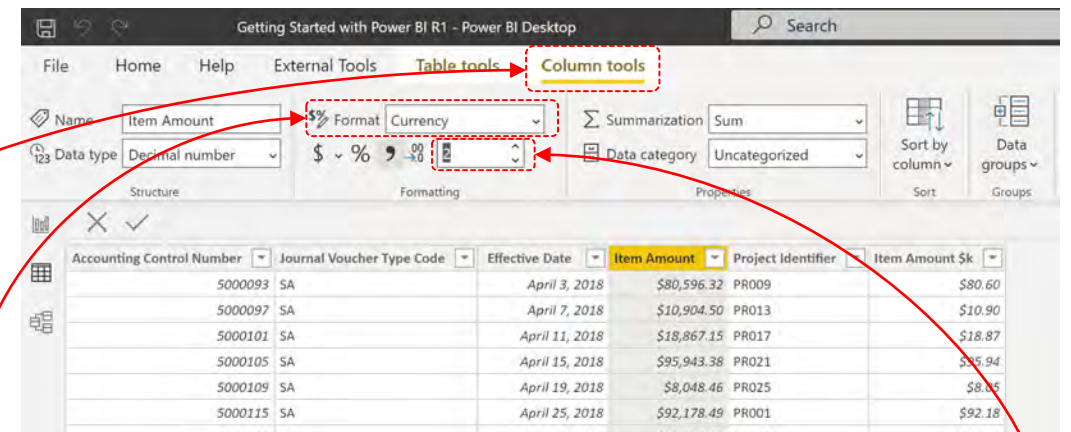 Getting Started with Power BI R1 - Power BI Desktop Search
File Home Help External Tools Table tools Column tools
Name Item Amount $% Format Currency Summarization Sum
123 Data type Decimal number $ % 9 .00 →.0 2 Data category Uncategorized
Sort by column Data groups
Structure Formatting Properties Sort Groups
Accounting Control Number Journal Voucher Type Code Effective Date Item Amount Project Identifier Item Amount $k
5000093 SA April 3, 2018 $80,596.32 PR009 $80.60
5000097 SA April 7, 2018 $10,904.50 PR013 $10.90
5000101 SA April 11, 2018 $18,867.15 PR017 $18.87
5000105 SA April 15, 2018 $95,943.38 PR021 $95.94
5000109 SA April 19, 2018 $8,048.46 PR025 $8.05
5000115 SA April 25, 2018 $92,178.49 PR001 $92.18